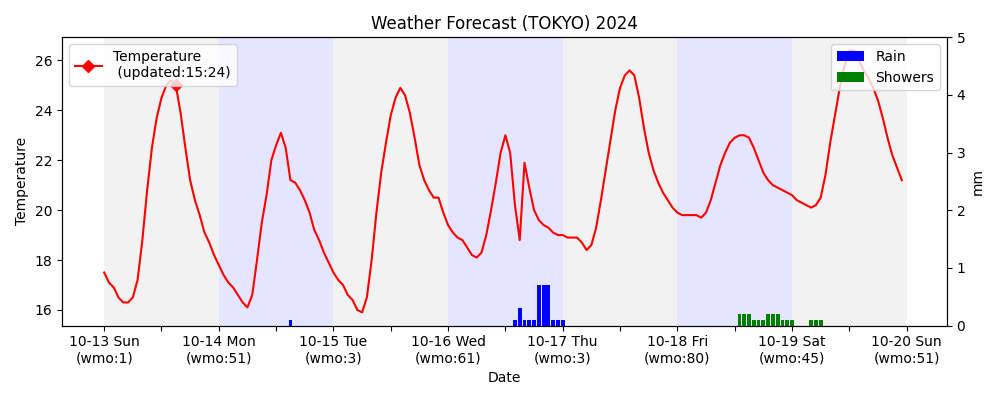 Weather Forecast (TOKYO) 2024
Temperature
(updated:15:24)
Rain
Showers
26
24
22
20
18
16
Temperature
5
4
3
2
1
0
mm
10-13 Sun
(wmo:1)
10-14 Mon
(wmo:51)
10-15 Tue
(wmo:3)
10-16 Wed
(wmo:61)
10-17 Thu
(wmo:3)
10-18 Fri
(wmo:80)
10-19 Sat
(wmo:45)
10-20 Sun
(wmo:51)
Date